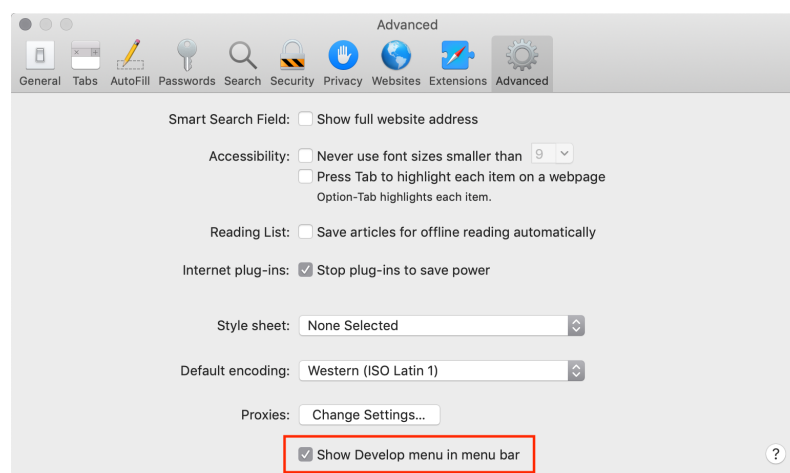 Advanced
General Tabs AutoFill Passwords Search Security Privacy Websites Extensions Advanced
Smart Search Field: Show full website address
Accessibility: Never use font sizes smaller than 9
Press Tab to highlight each item on a webpage
Option-Tab highlights each item.
Reading List: Save articles for offline reading automatically
Internet plug-ins: Stop plug-ins to save power
Style sheet: None Selected
Default encoding: Western (ISO Latin 1)
Proxies: Change Settings...
Show Develop menu in menu bar ?